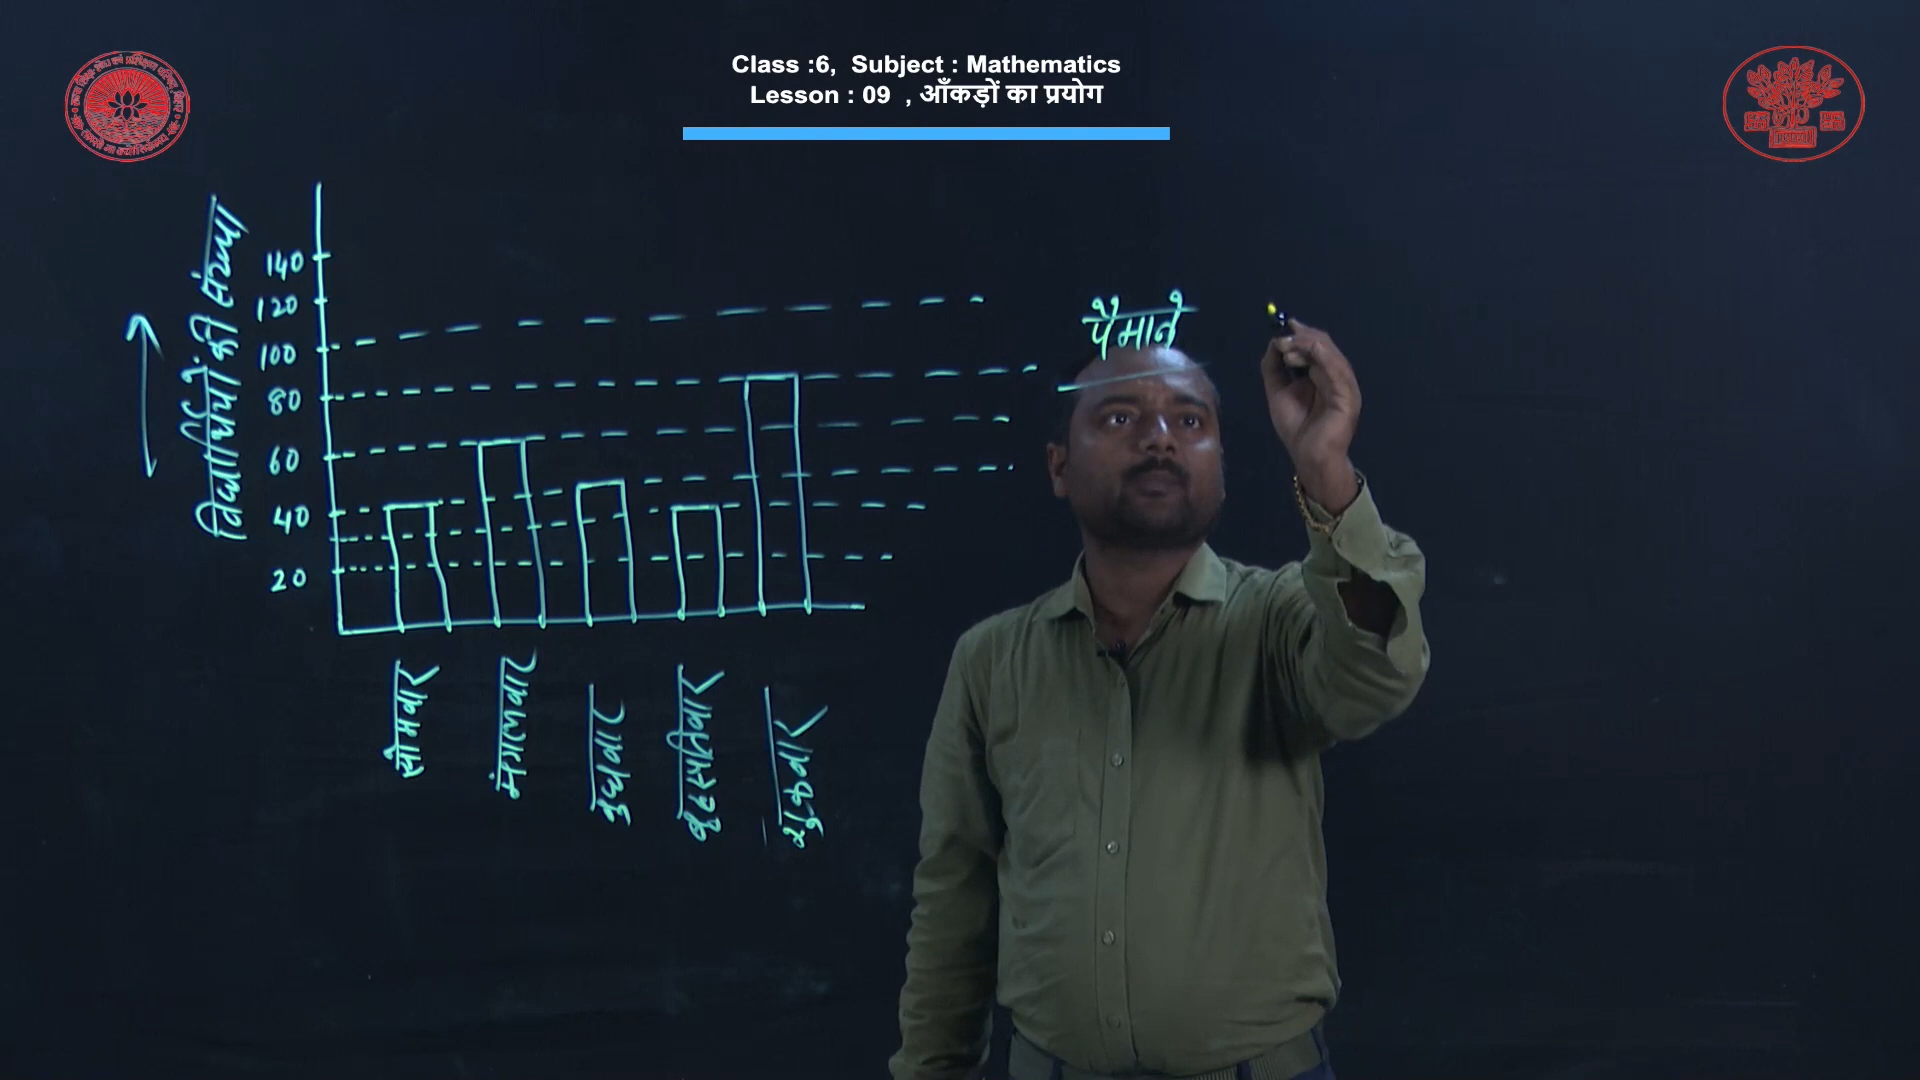 Class :6, Subject : Mathematics
Lesson : 09 , आँकड़ों का प्रयोग
विद्यार्थियों की संख्या
140
120
100
80
60
40
20
सोमवार
मंगलवार
बुधवार
बृहस्पतिवार
शुक्रवार
पैमाने